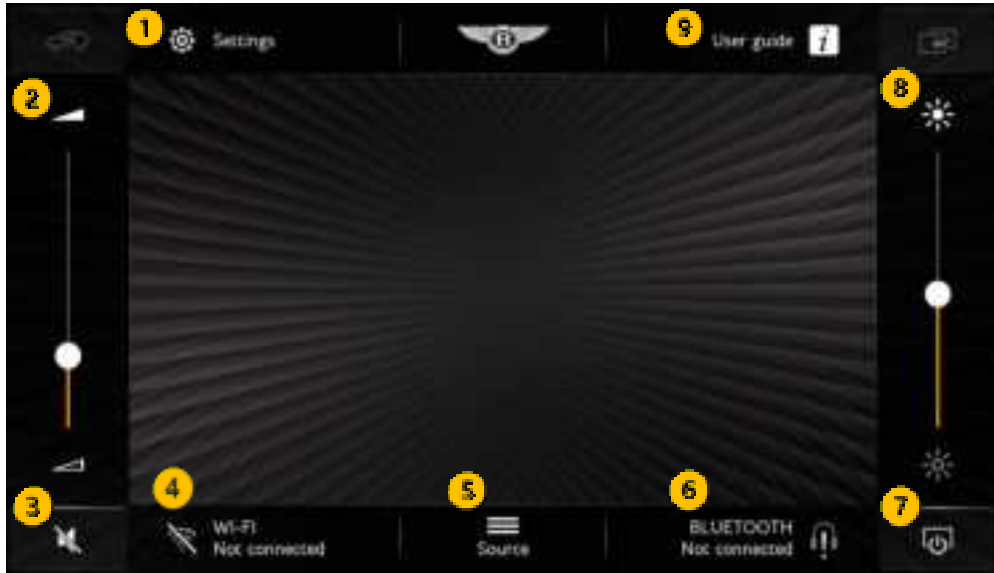 1
Settings
B
9
User guide
i
2
8
3
4
5
6
7
WI-FI
Not connected
Source
BLUETOOTH
Not connected